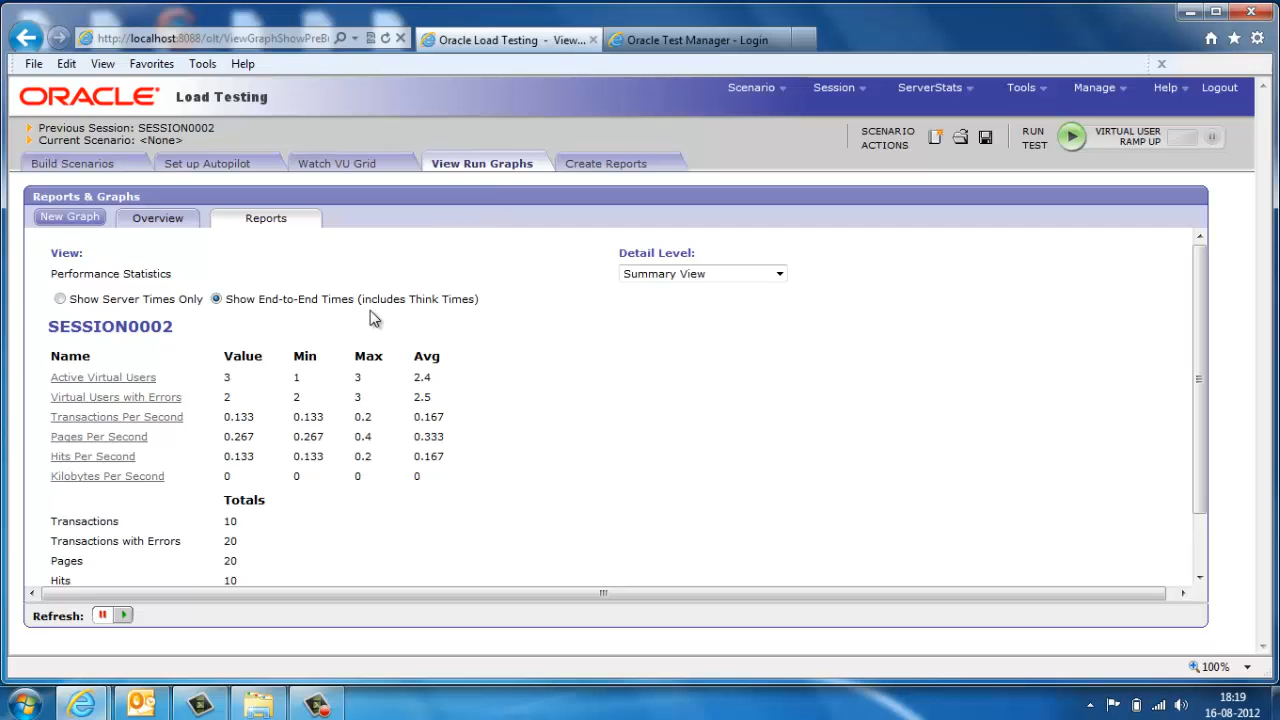 http://localhost:8088/olt/ViewGraphShowPreB
Oracle Load Testing - View...
Oracle Test Manager - Login
File Edit View Favorites Tools Help
ORACLE Load Testing
Scenario Session ServerStats Tools Manage Help Logout
Previous Session: SESSION0002
Current Scenario: <None>
SCENARIO ACTIONS
RUN TEST
VIRTUAL USER RAMP UP
Build Scenarios Set up Autopilot Watch VU Grid View Run Graphs Create Reports
Reports & Graphs
New Graph Overview Reports
View: Detail Level:
Performance Statistics Summary View
Show Server Times Only Show End-to-End Times (includes Think Times)
SESSION0002
Name Value Min Max Avg
Active Virtual Users 3 1 3 2.4
Virtual Users with Errors 2 2 3 2.5
Transactions Per Second 0.133 0.133 0.2 0.167
Pages Per Second 0.267 0.267 0.4 0.333
Hits Per Second 0.133 0.133 0.2 0.167
Kilobytes Per Second 0 0 0 0
Totals
Transactions 10
Transactions with Errors 20
Pages 20
Hits 10
Refresh:
100%
18:19
16-08-2012